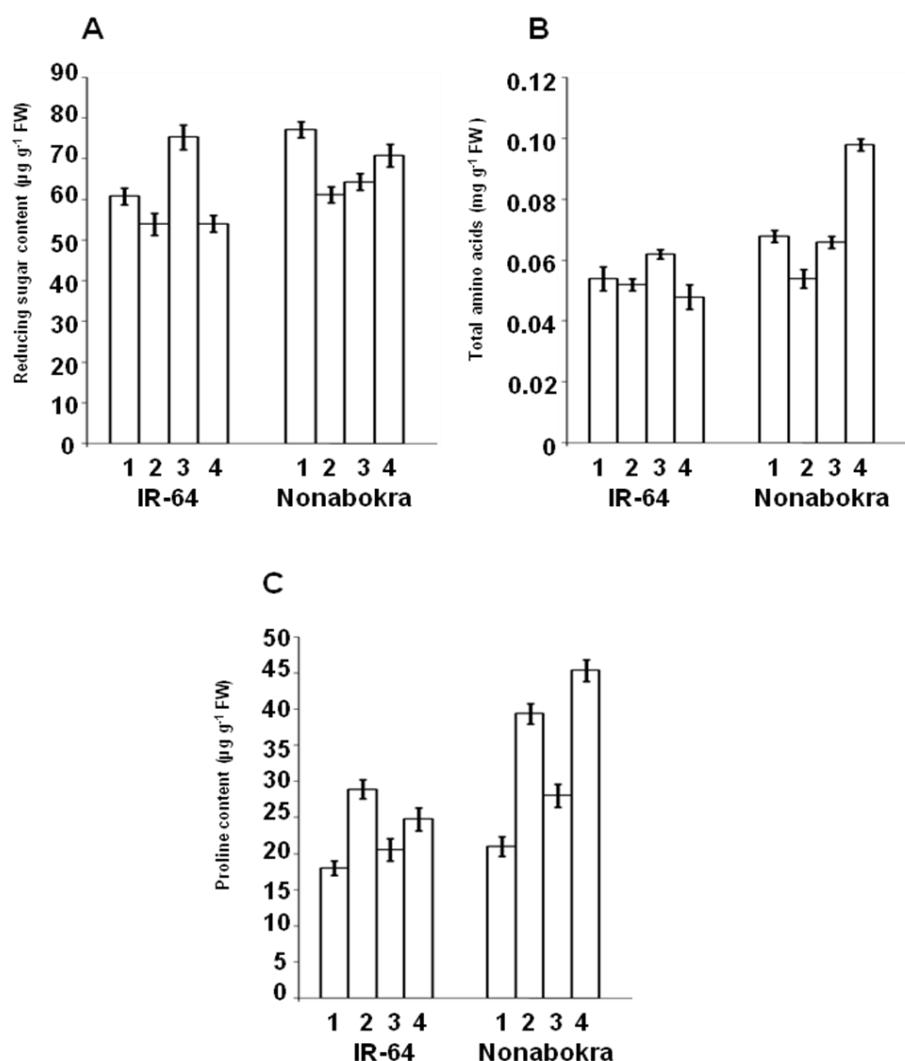 A
Reducing sugar content (µg g-1 FW)
90
80
70
60
50
40
30
20
10
0
1 2 3 4 1 2 3 4
IR-64 Nonabokra
B
Total amino acids (mg g-1 FW )
0.12
0.10
0.08
0.06
0.04
0.02
0
1 2 3 4 1 2 3 4
IR-64 Nonabokra
C
Proline content (µg g-1 FW)
50
45
40
35
30
25
20
15
10
5
0
1 2 3 4 1 2 3 4
IR-64 Nonabokra